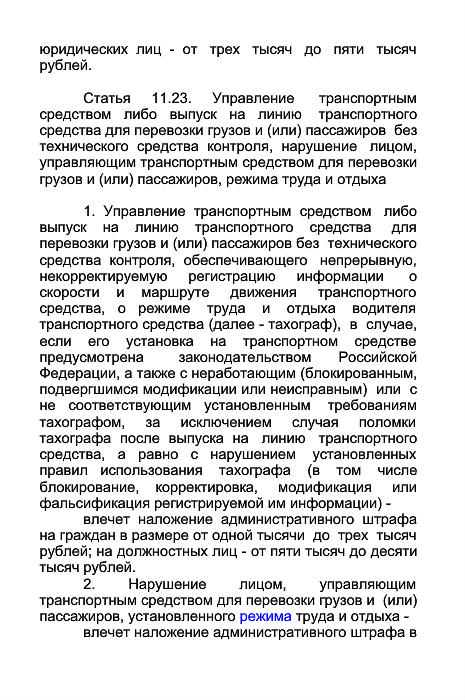 юридических лиц - от трех тысяч до пяти тысяч
рублей.
Статья 11.23. Управление транспортным
средством либо выпуск на линию транспортного
средства для перевозки грузов и (или) пассажиров без
технического средства контроля, нарушение лицом,
управляющим транспортным средством для перевозки
грузов и (или) пассажиров, режима труда и отдыха
1. Управление транспортным средством либо
выпуск на линию транспортного средства для
перевозки грузов и (или) пассажиров без технического
средства контроля, обеспечивающего непрерывную,
некорректируемую регистрацию информации о
скорости и маршруте движения транспортного
средства, о режиме труда и отдыха водителя
транспортного средства (далее - тахограф), в случае,
если его установка на транспортном средстве
предусмотрена законодательством Российской
Федерации, а также с неработающим (блокированным,
подвергшимся модификации или неисправным) или с
не соответствующим установленным требованиям
тахографом, за исключением случая поломки
тахографа после выпуска на линию транспортного
средства, а равно с нарушением установленных
правил использования тахографа (в том числе
блокирование, корректировка, модификация или
фальсификация регистрируемой им информации) -
влечет наложение административного штрафа
на граждан в размере от одной тысячи до трех тысяч
рублей; на должностных лиц - от пяти тысяч до десяти
тысяч рублей.
2. Нарушение лицом, управляющим
транспортным средством для перевозки грузов и (или)
пассажиров, установленного режима труда и отдыха -
влечет наложение административного штрафа в